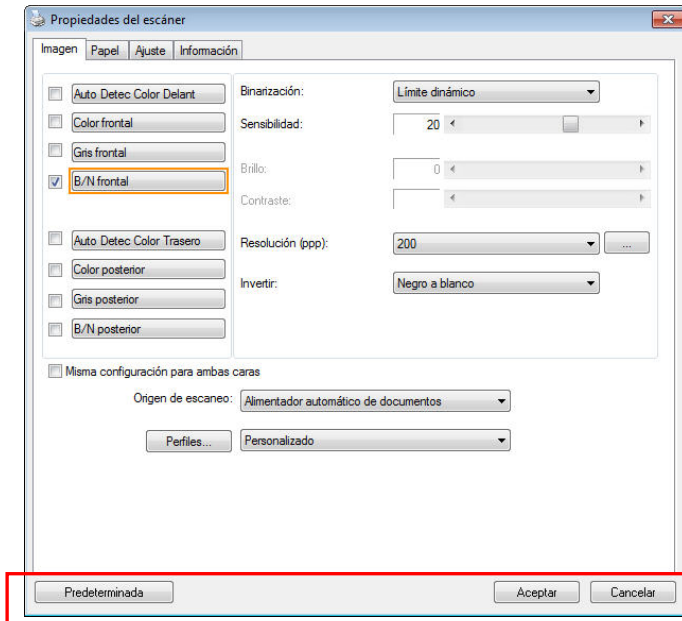 Propiedades del escáner
Imagen Papel Ajuste Información
Auto Detec Color Delant Binarización: Límite dinámico
Color frontal Sensibilidad: 20
Gris frontal
Brillo: 0
B/N frontal
Contraste:
Auto Detec Color Trasero Resolución (ppp): 200 ...
Color posterior
Invertir: Negro a blanco
Gris posterior
B/N posterior
Misma configuración para ambas caras
Origen de escaneo: Alimentador automático de documentos
Perfiles... Personalizado
Predeterminada Aceptar Cancelar